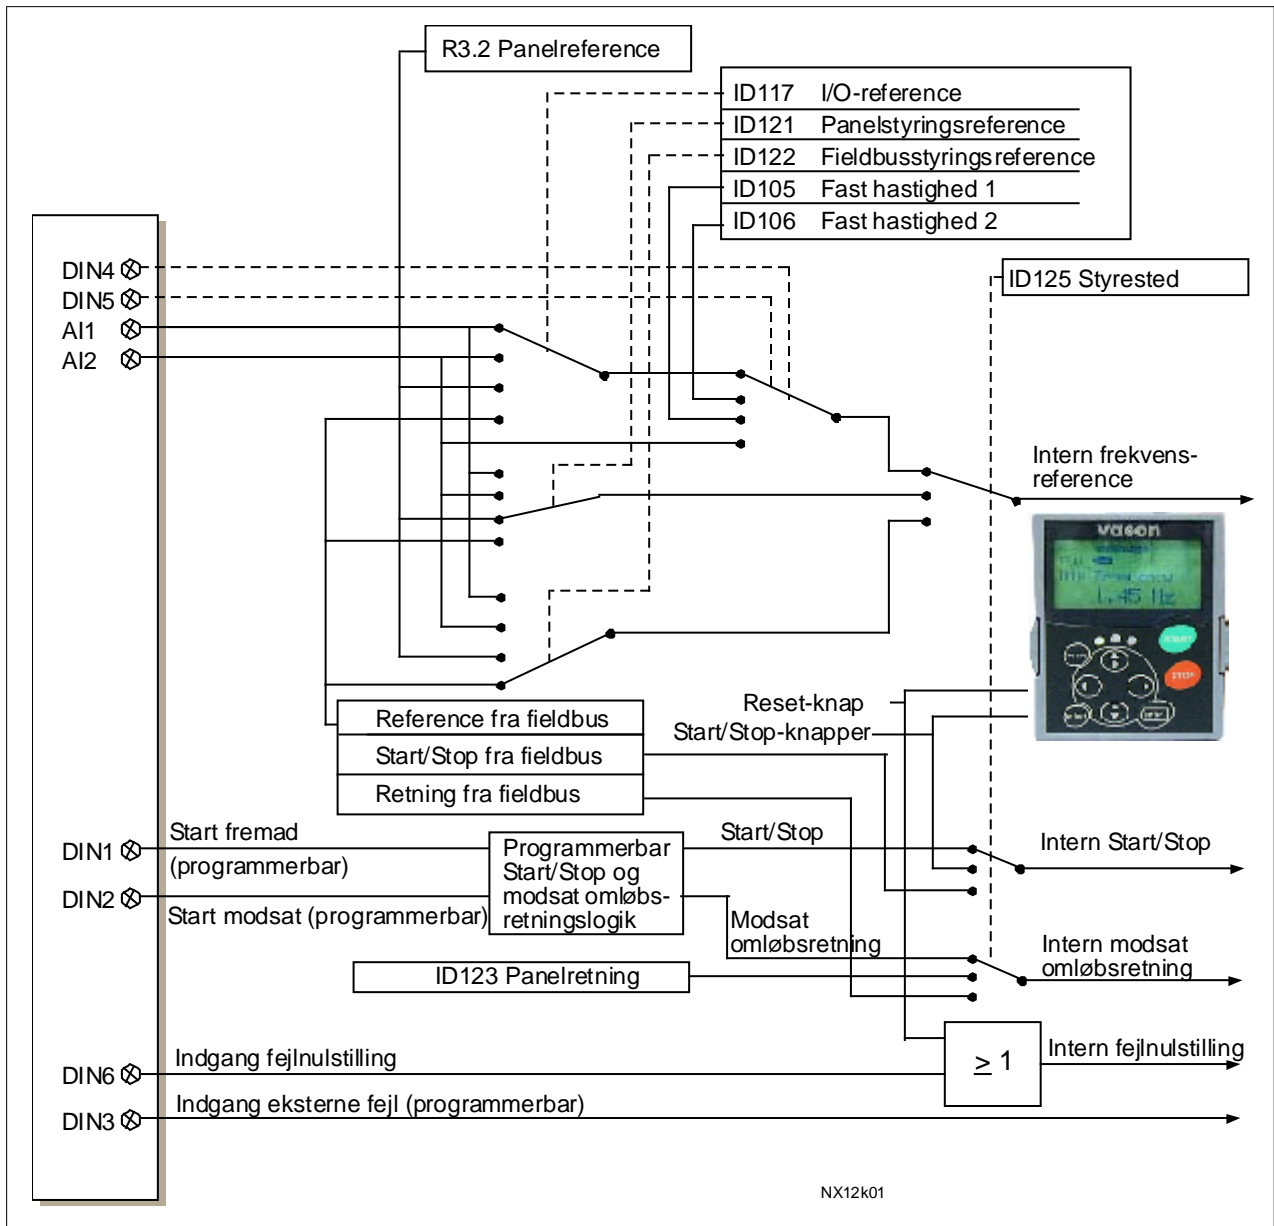 R3.2 Panelreference
ID117 I/O-reference
ID121 Panelstyringsreference
ID122 Fieldbusstyringsreference
ID105 Fast hastighed 1
ID106 Fast hastighed 2
ID125 Styrested
DIN4
DIN5
AI1
AI2
Intern frekvens-
reference
vacon
1.45 Hz
START
STOP
Reset-knap
Start/Stop-knapper
Reference fra fieldbus
Start/Stop fra fieldbus
Retning fra fieldbus
DIN1
Start fremad
(programmerbar)
DIN2
Start modsat (programmerbar)
Programmerbar
Start/Stop og
modsat omløbs-
retningslogik
Start/Stop
Modsat
omløbsretning
Intern Start/Stop
Intern modsat
omløbsretning
ID123 Panelretning
DIN6
Indgang fejlnulstilling
≥ 1
Intern fejlnulstilling
DIN3
Indgang eksterne fejl (programmerbar)
NX12k01